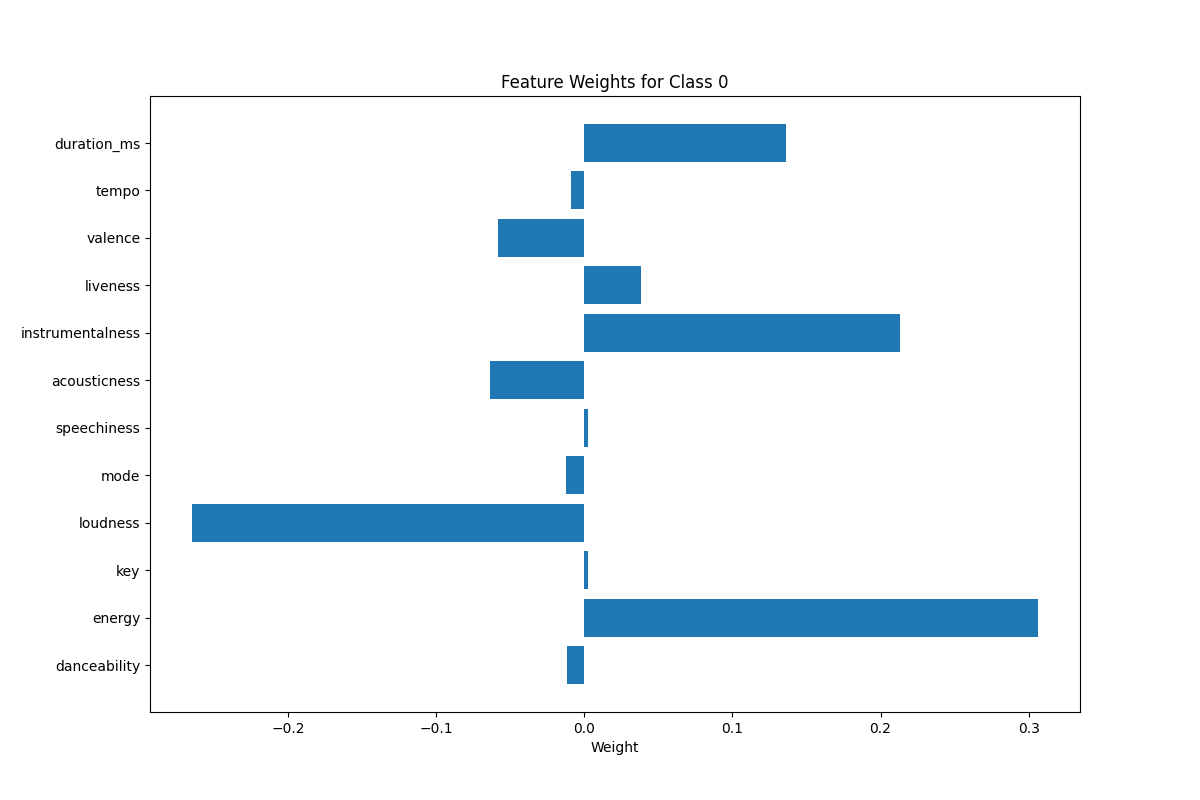 Feature Weights for Class 0
duration_ms
tempo
valence
liveness
instrumentalness
acousticness
speechiness
mode
loudness
key
energy
danceability
−0.2 −0.1 0.0 0.1 0.2 0.3
Weight